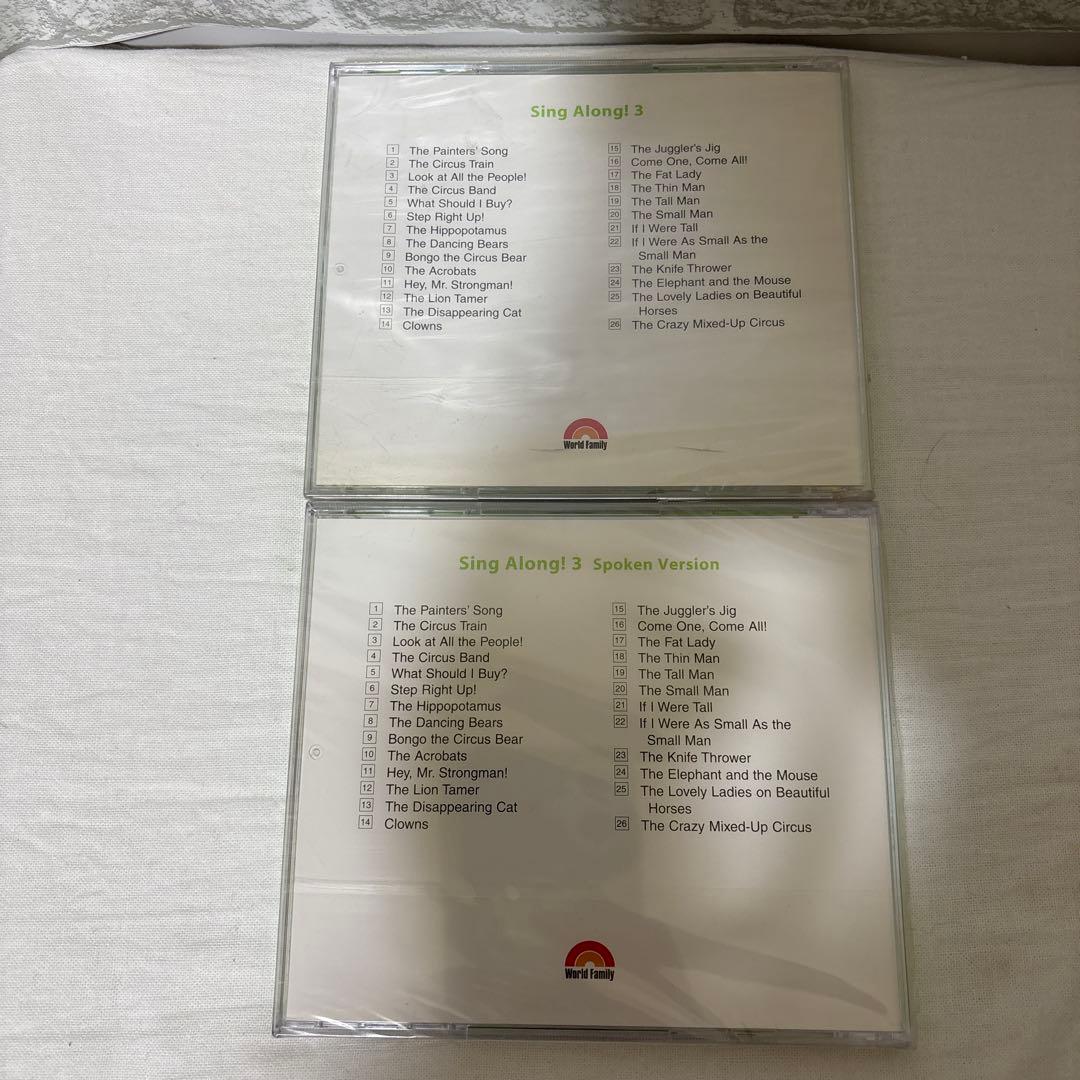 Sing Along! 3
1 The Painters' Song
2 The Circus Train
3 Look at All the People!
4 The Circus Band
5 What Should I Buy?
6 Step Right Up!
7 The Hippopotamus
8 The Dancing Bears
9 Bongo the Circus Bear
10 The Acrobats
11 Hey, Mr. Strongman!
12 The Lion Tamer
13 The Disappearing Cat
14 Clowns
15 The Juggler's Jig
16 Come One, Come All!
17 The Fat Lady
18 The Thin Man
19 The Tall Man
20 The Small Man
21 If I Were Tall
22 If I Were As Small As the
Small Man
23 The Knife Thrower
24 The Elephant and the Mouse
25 The Lovely Ladies on Beautiful
Horses
26 The Crazy Mixed-Up Circus
World Family
Sing Along! 3 Spoken Version
1 The Painters' Song
2 The Circus Train
3 Look at All the People!
4 The Circus Band
5 What Should I Buy?
6 Step Right Up!
7 The Hippopotamus
8 The Dancing Bears
9 Bongo the Circus Bear
10 The Acrobats
11 Hey, Mr. Strongman!
12 The Lion Tamer
13 The Disappearing Cat
14 Clowns
15 The Juggler's Jig
16 Come One, Come All!
17 The Fat Lady
18 The Thin Man
19 The Tall Man
20 The Small Man
21 If I Were Tall
22 If I Were As Small As the
Small Man
23 The Knife Thrower
24 The Elephant and the Mouse
25 The Lovely Ladies on Beautiful
Horses
26 The Crazy Mixed-Up Circus
World Family